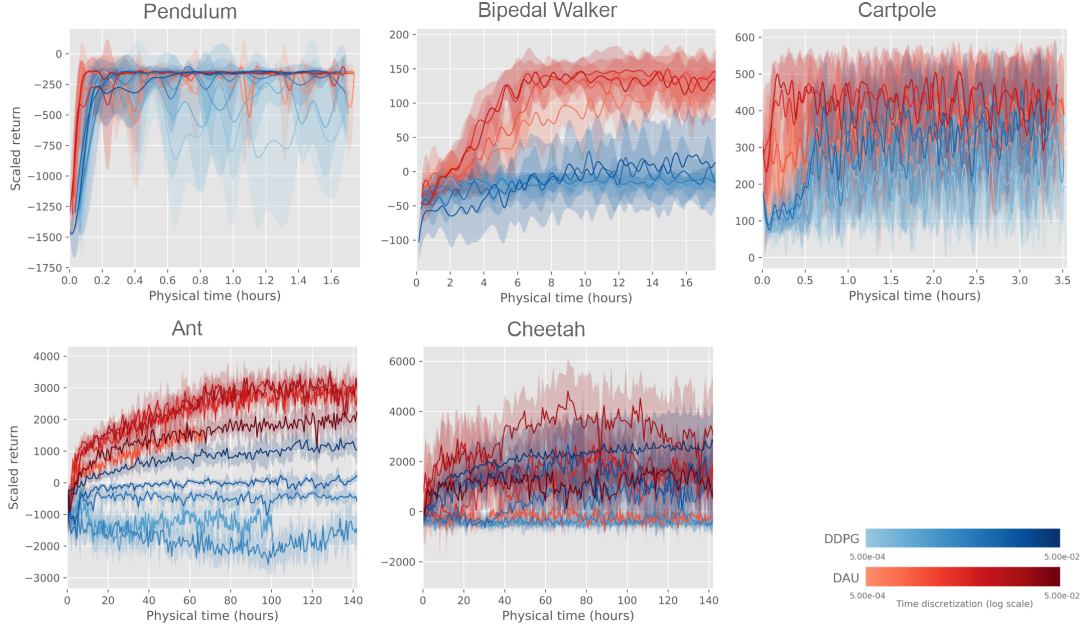 Pendulum
Bipedal Walker
Cartpole
Scaled return
0
−250
−500
−750
−1000
−1250
−1500
−1750
0.0 0.2 0.4 0.6 0.8 1.0 1.2 1.4 1.6
Physical time (hours)
200
150
100
50
0
−50
−100
0 2 4 6 8 10 12 14 16
Physical time (hours)
600
500
400
300
200
100
0
0.0 0.5 1.0 1.5 2.0 2.5 3.0 3.5
Physical time (hours)
Ant
Cheetah
Scaled return
4000
3000
2000
1000
0
−1000
−2000
−3000
0 20 40 60 80 100 120 140
Physical time (hours)
6000
4000
2000
0
−2000
0 20 40 60 80 100 120 140
Physical time (hours)
DDPG
5.00e-04 5.00e-02
DAU
5.00e-04 5.00e-02
Time discretization (log scale)